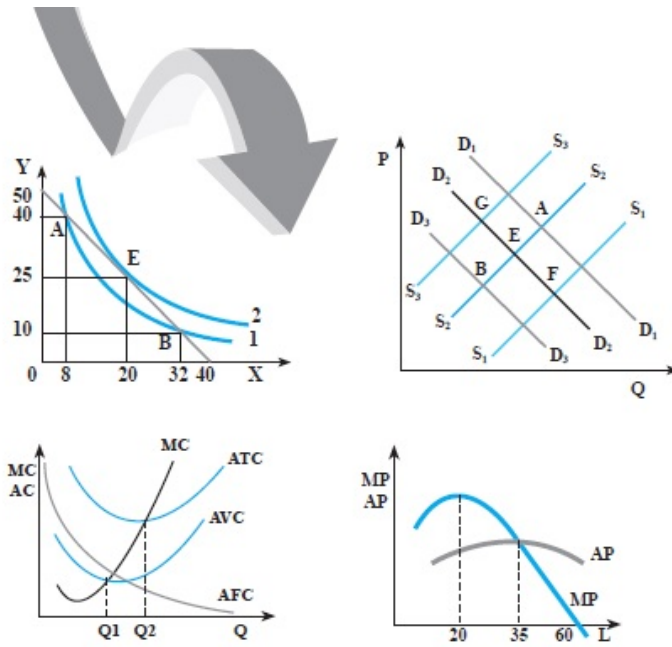 Y
50
40
A
25
E
10
B
2
1
0
8
20
32
40
X
P
D1
S3
D2
S2
G
A
D3
S1
E
B
F
S3
S2
D1
S1
D3
D2
Q
MC
MC
AC
ATC
AVC
AFC
Q1
Q2
Q
MP
AP
AP
MP
20
35
60
L